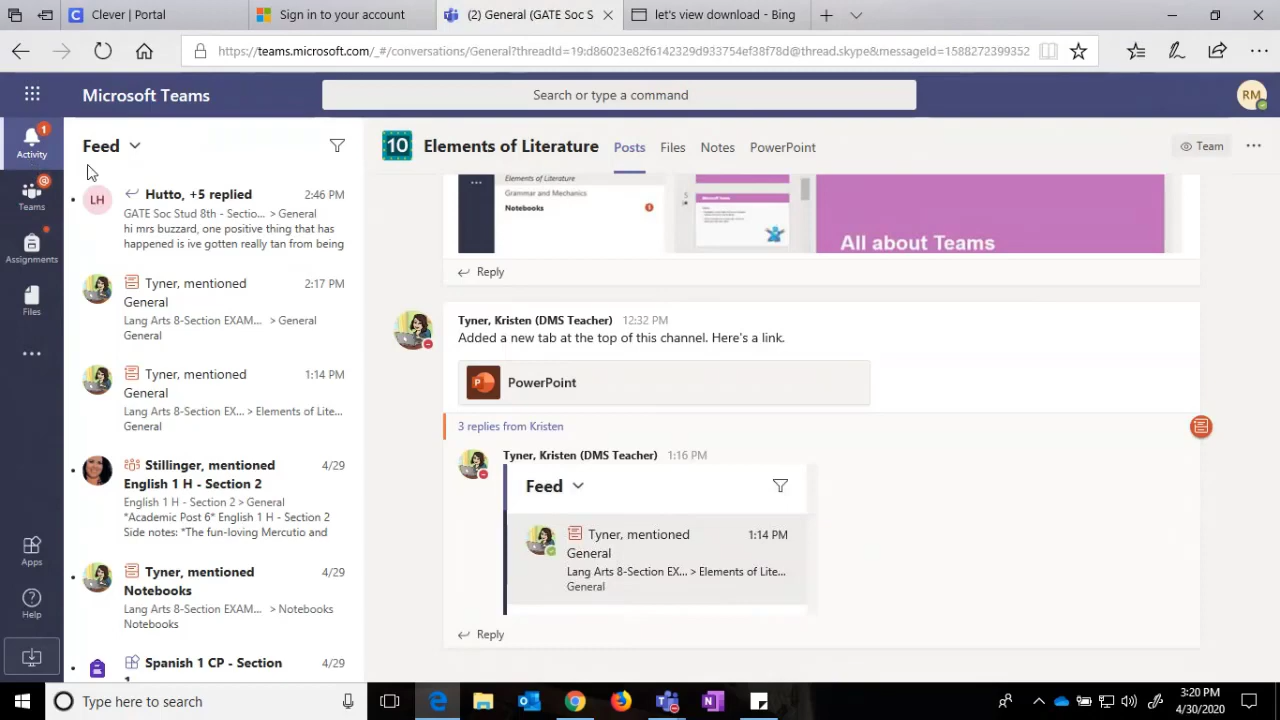 Clever | Portal
Sign in to your account
(2) General (GATE Soc S
let's view download - Bing
https://teams.microsoft.com/_#/conversations/General?threadId=19:d86023e82f6142329d933754ef38f78d@thread.skype&messageId=1588272399352
Microsoft Teams
Search or type a command
RM
1
Activity
Teams
Assignments
Files
Apps
Help
Feed
LH
Hutto, +5 replied
2:46 PM
GATE Soc Stud 8th - Sectio... > General
hi mrs buzzard, one positive thing that has
happened is ive gotten really tan from being
Tyner, mentioned
2:17 PM
General
Lang Arts 8-Section EXAM... > General
General
Tyner, mentioned
1:14 PM
General
Lang Arts 8-Section EX... > Elements of Lite...
General
Stillinger, mentioned
4/29
English 1 H - Section 2
English 1 H - Section 2 > General
*Academic Post 6* English 1 H - Section 2
Side notes: *The fun-loving Mercutio and
Tyner, mentioned
4/29
Notebooks
Lang Arts 8-Section EXAM... > Notebooks
Notebooks
Spanish 1 CP - Section
4/29
10
Elements of Literature
Posts
Files
Notes
PowerPoint
Team
Elements of Literature
Grammar and Mechanics
Notebooks
All about Teams
Reply
Tyner, Kristen (DMS Teacher)
12:32 PM
Added a new tab at the top of this channel. Here's a link.
PowerPoint
3 replies from Kristen
Tyner, Kristen (DMS Teacher)
1:16 PM
Feed
Tyner, mentioned
1:14 PM
General
Lang Arts 8-Section EX... > Elements of Lite...
General
Reply
Type here to search
3:20 PM
4/30/2020